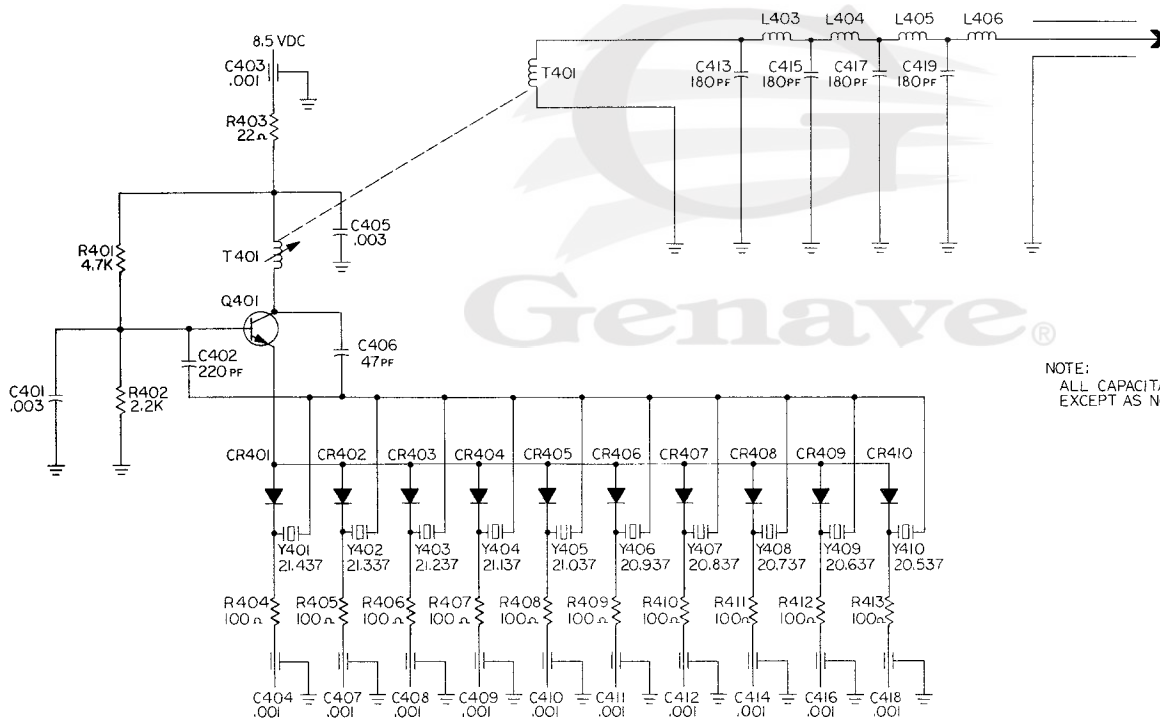 L403 L404 L405 L406
8.5 VDC
C403
.001
T401
C413
180PF
C415
180PF
C417
180PF
C419
180PF
R403
22Ω
C405
.003
R401
4.7K
T401
Q401
Genave®
C402
220 PF
C406
47PF
C401
.003
R402
2.2K
NOTE:
ALL CAPACITA
EXCEPT AS N
CR401 CR402 CR403 CR404 CR405 CR406 CR407 CR408 CR409 CR410
Y401 Y402 Y403 Y404 Y405 Y406 Y407 Y408 Y409 Y410
21.437 21.337 21.237 21.137 21.037 20.937 20.837 20.737 20.637 20.537
R404 R405 R406 R407 R408 R409 R410 R411 R412 R413
100Ω 100Ω 100Ω 100Ω 100Ω 100Ω 100Ω 100Ω 100Ω 100Ω
C404 C407 C408 C409 C410 C411 C412 C414 C416 C418
.001 .001 .001 .001 .001 .001 .001 .001 .001 .001